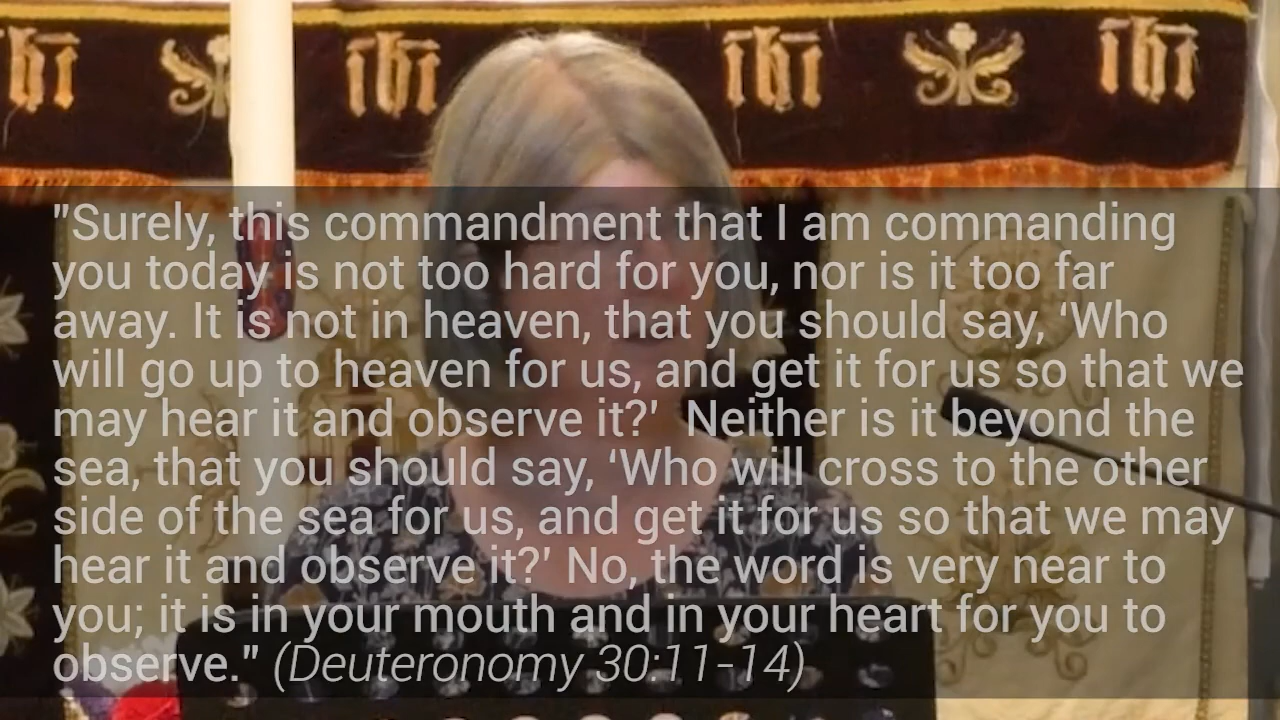 ihi ihi ihi ihi
"Surely, this commandment that I am commanding
you today is not too hard for you, nor is it too far
away. It is not in heaven, that you should say, ‘Who
will go up to heaven for us, and get it for us so that we
may hear it and observe it?’ Neither is it beyond the
sea, that you should say, ‘Who will cross to the other
side of the sea for us, and get it for us so that we may
hear it and observe it?’ No, the word is very near to
you; it is in your mouth and in your heart for you to
observe." (Deuteronomy 30:11-14)